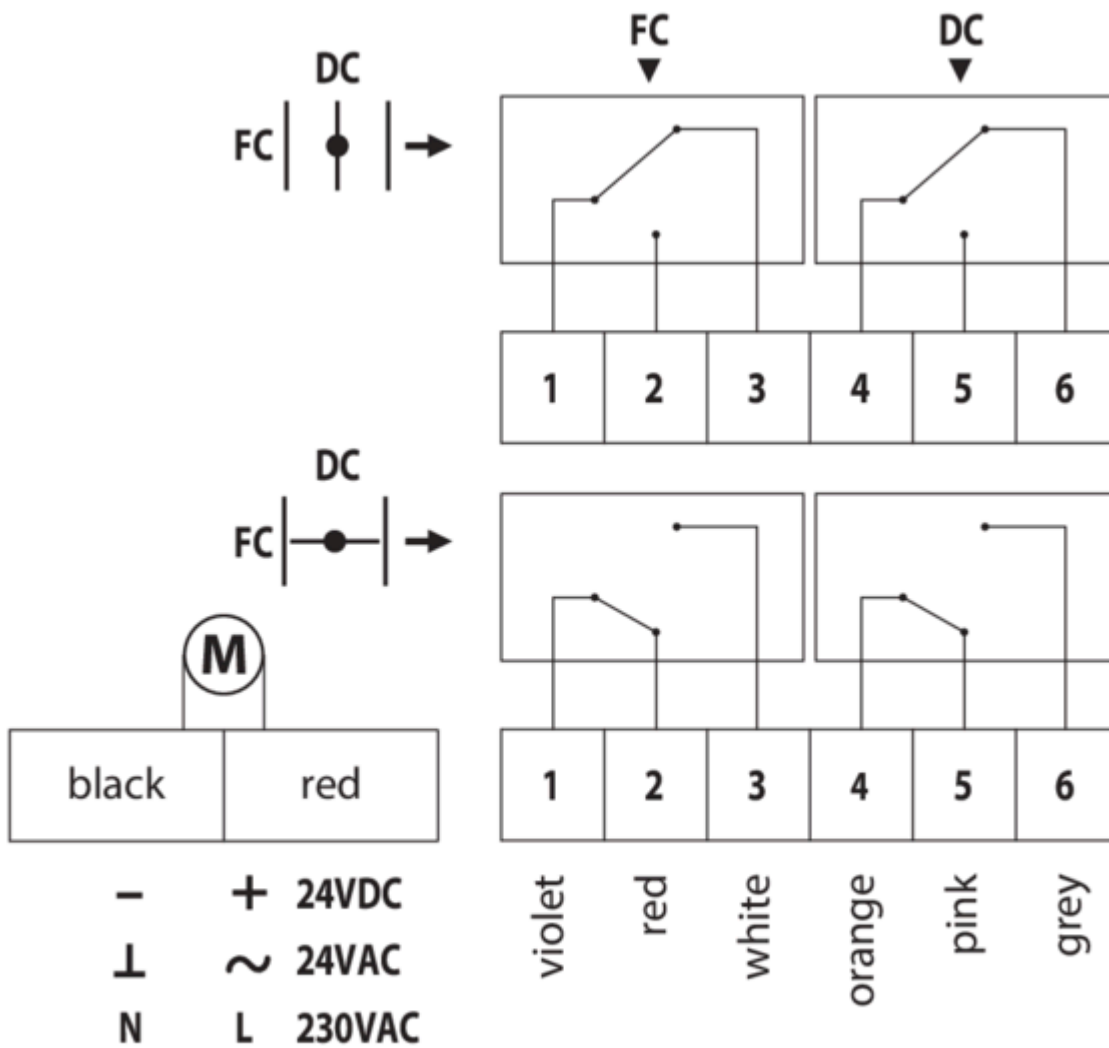 FC DC
DC
FC
1 2 3 4 5 6
DC
FC
M
black red
1 2 3 4 5 6
− + 24VDC
⊥ ~ 24VAC
N L 230VAC
violet
red
white
orange
pink
grey